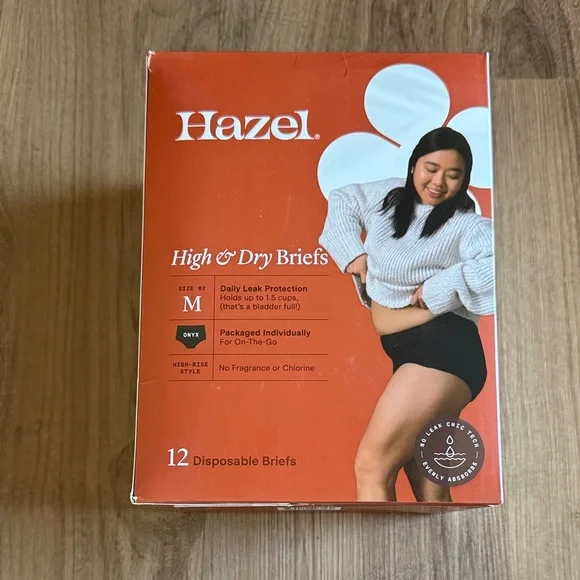 Hazel®
High & Dry Briefs
SIZE #2
M
Daily Leak Protection
Holds up to 1.5 cups,
(that's a bladder full!)
ONYX
Packaged Individually
For On-The-Go
HIGH-RISE
STYLE
No Fragrance or Chlorine
NO LEAK CHIC TECH
EVENLY ABSORBS
12 Disposable Briefs